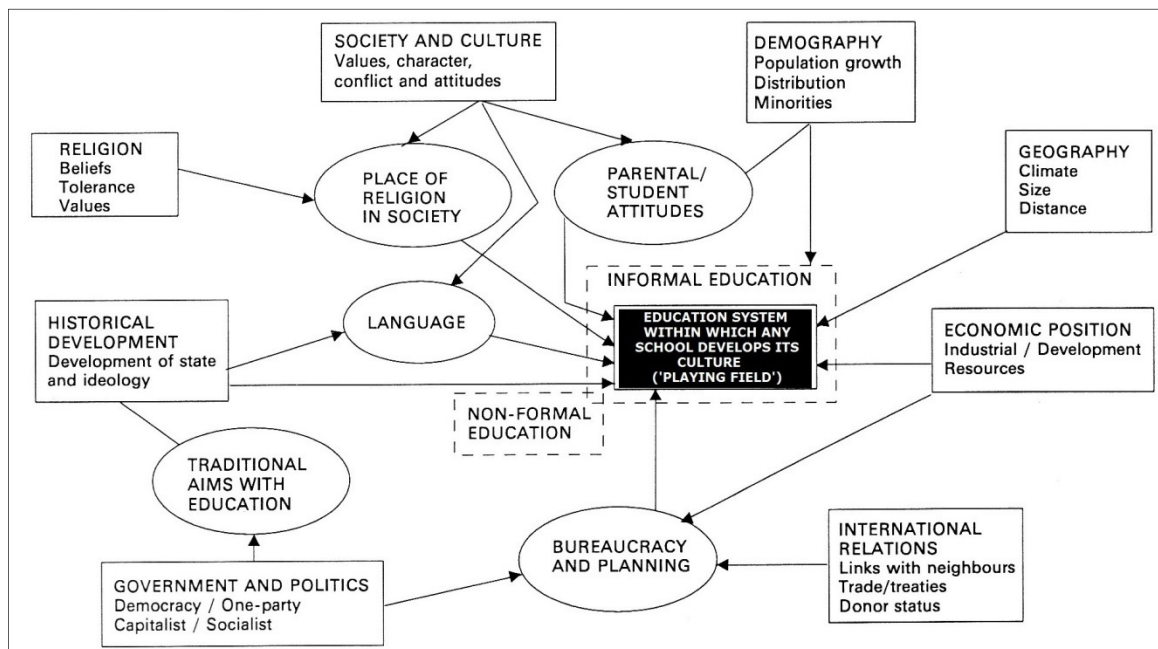 SOCIETY AND CULTURE
Values, character,
conflict and attitudes
DEMOGRAPHY
Population growth
Distribution
Minorities
RELIGION
Beliefs
Tolerance
Values
PLACE OF
RELIGION
IN SOCIETY
PARENTAL/
STUDENT
ATTITUDES
GEOGRAPHY
Climate
Size
Distance
INFORMAL EDUCATION
HISTORICAL
DEVELOPMENT
Development of state
and ideology
LANGUAGE
EDUCATION SYSTEM
WITHIN WHICH ANY
SCHOOL DEVELOPS ITS
CULTURE
('PLAYING FIELD')
ECONOMIC POSITION
Industrial / Development
Resources
NON-FORMAL
EDUCATION
TRADITIONAL
AIMS WITH
EDUCATION
BUREAUCRACY
AND PLANNING
INTERNATIONAL
RELATIONS
Links with neighbours
Trade/treaties
Donor status
GOVERNMENT AND POLITICS
Democracy / One-party
Capitalist / Socialist